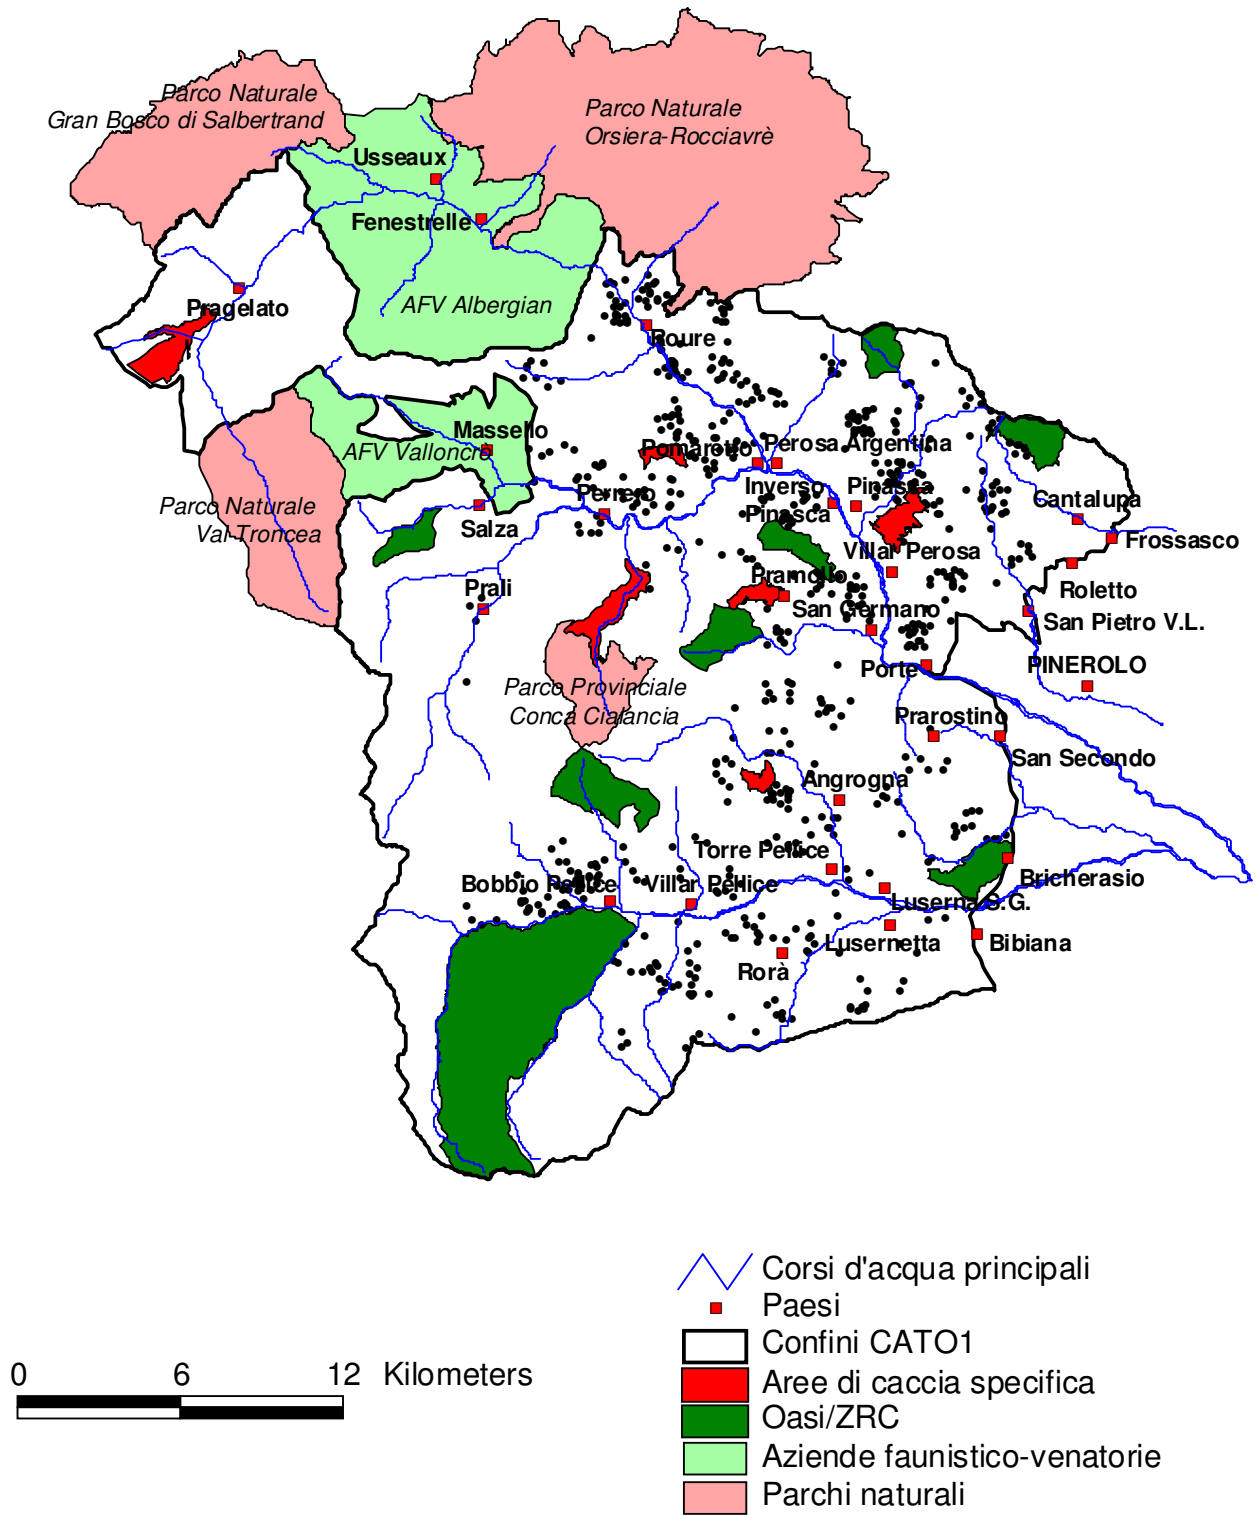 Parco Naturale
Gran Bosco di Salbertrand
Parco Naturale
Orsiera-Rocciavrè
Usseaux
Fenestrelle
AFV Albergian
Pragelato
Roure
Massello
AFV Valloncrò
Pomaretto
Perosa Argentina
Perrero
Inverso
Pinasca
Pinasca
Cantalupa
Parco Naturale
Val Troncea
Salza
Frossasco
Villar Perosa
Prali
Pramollo
Roletto
San Germano
San Pietro V.L.
Porte
PINEROLO
Parco Provinciale
Conca Cialancia
Prarostino
San Secondo
Angrogna
Torre Pellice
Bobbio Pellice
Villar Pellice
Bricherasio
Luserna S.G.
Lusernetta
Bibiana
Rorà
Corsi d'acqua principali
Paesi
Confini CATO1
0 6 12 Kilometers
Aree di caccia specifica
Oasi/ZRC
Aziende faunistico-venatorie
Parchi naturali